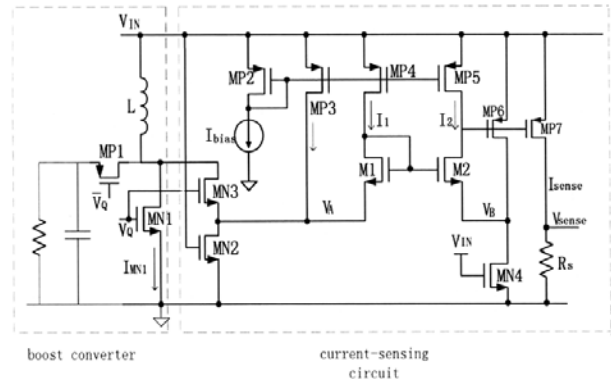 VIN
MP2
MP3
MP4
MP5
L
Ibias
I1
I2
MP6
MP7
MP1
M1
M2
Isense
V̅Q
MN3
VA
VB
Vsense
VQ
MN1
MN2
VIN
MN4
Rs
IMN1
boost converter
current-sensing
circuit